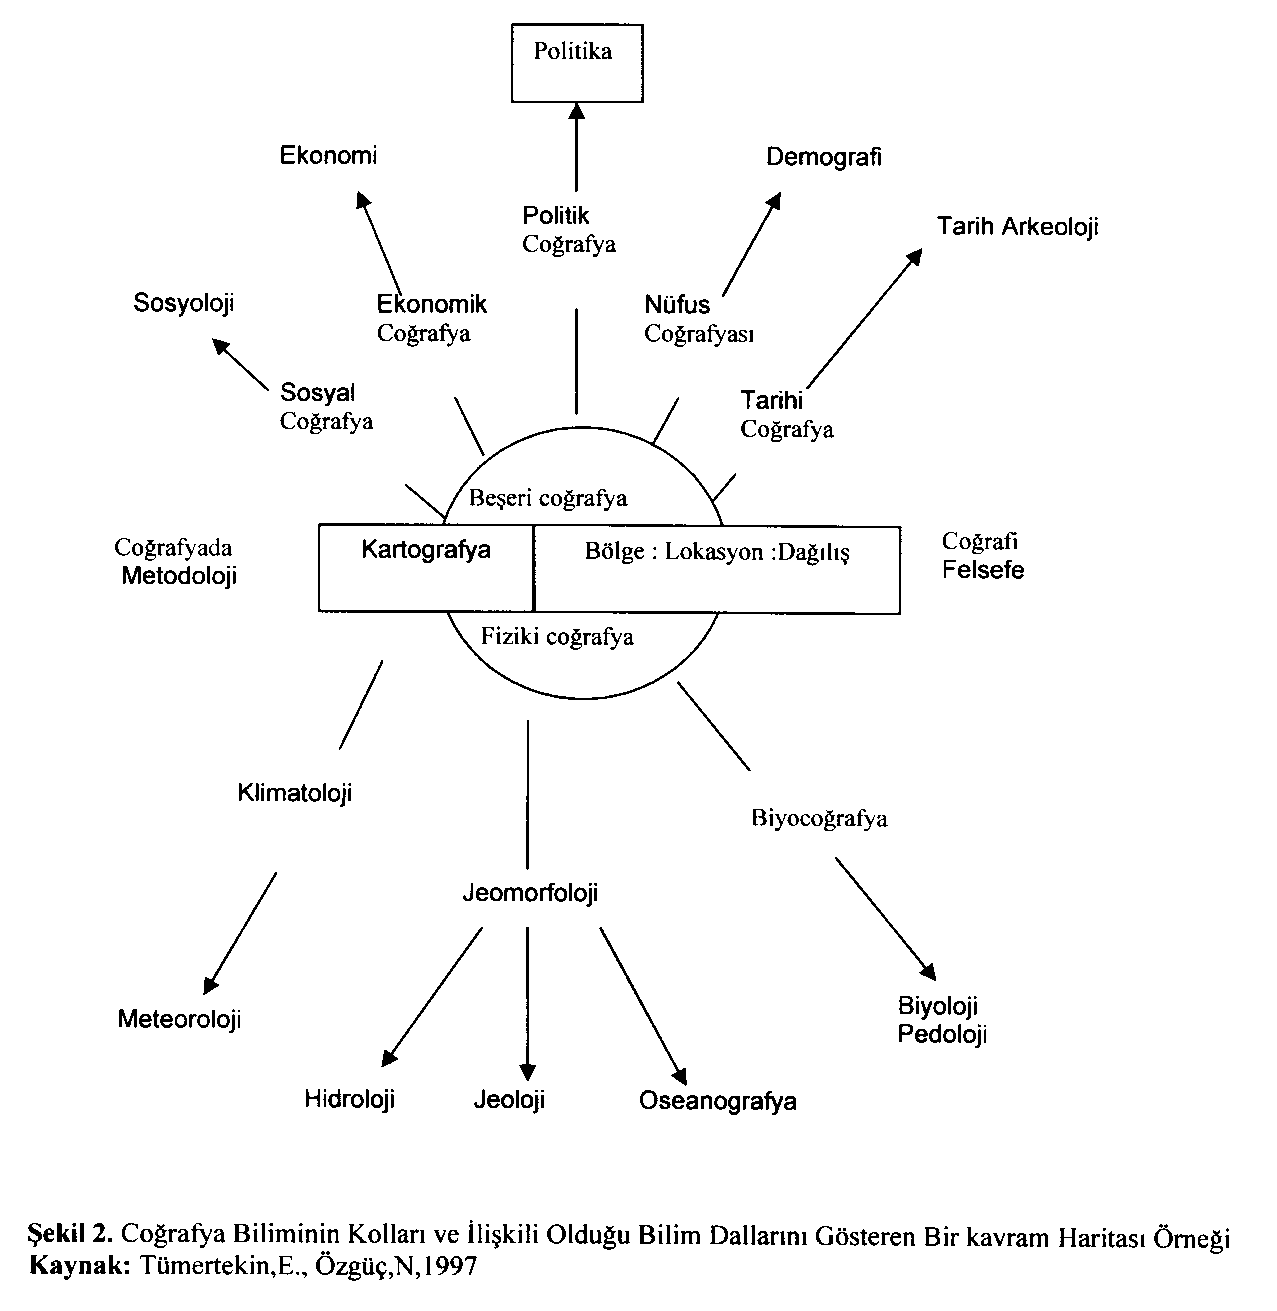 Politika
Ekonomi
Demografi
Politik
Coğrafya
Tarih Arkeoloji
Sosyoloji
Ekonomik
Coğrafya
Nüfus
Coğrafyası
Sosyal
Coğrafya
Tarihi
Coğrafya
Beşeri coğrafya
Coğrafyada
Metodoloji
Kartografya
Bölge : Lokasyon :Dağılış
Coğrafi
Felsefe
Fiziki coğrafya
Klimatoloji
Biyocoğrafya
Jeomorfoloji
Meteoroloji
Biyoloji
Pedoloji
Hidroloji
Jeoloji
Oseanografya
Şekil 2. Coğrafya Biliminin Kolları ve İlişkili Olduğu Bilim Dallarını Gösteren Bir kavram Haritası Örneği
Kaynak: Tümertekin,E., Özgüç,N,1997